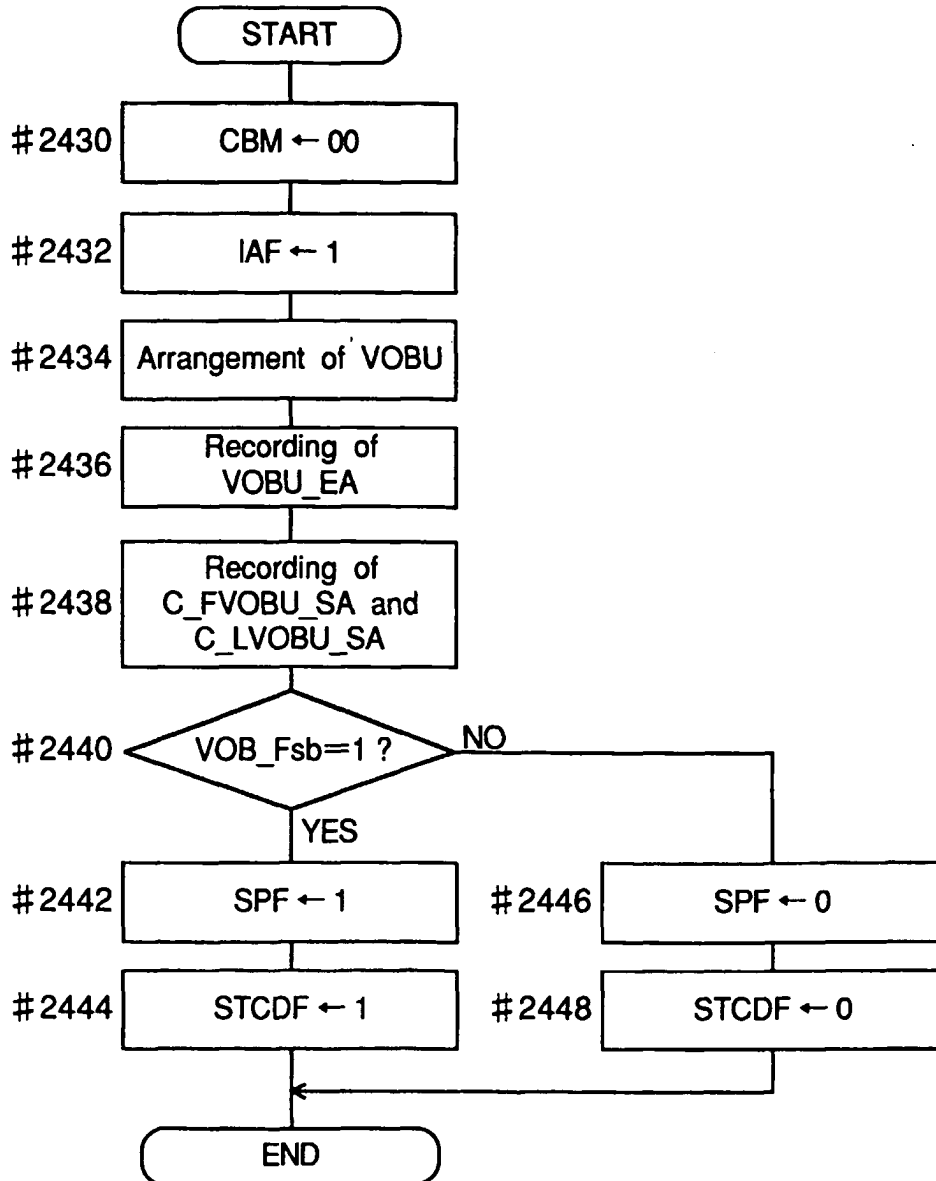 START
#2430
CBM ← 00
#2432
IAF ← 1
#2434
Arrangement of VOBU
#2436
Recording of
VOBU_EA
#2438
Recording of
C_FVOBU_SA and
C_LVOBU_SA
#2440
VOB_Fsb=1 ?
NO
YES
#2442
SPF ← 1
#2446
SPF ← 0
#2444
STCDF ← 1
#2448
STCDF ← 0
END